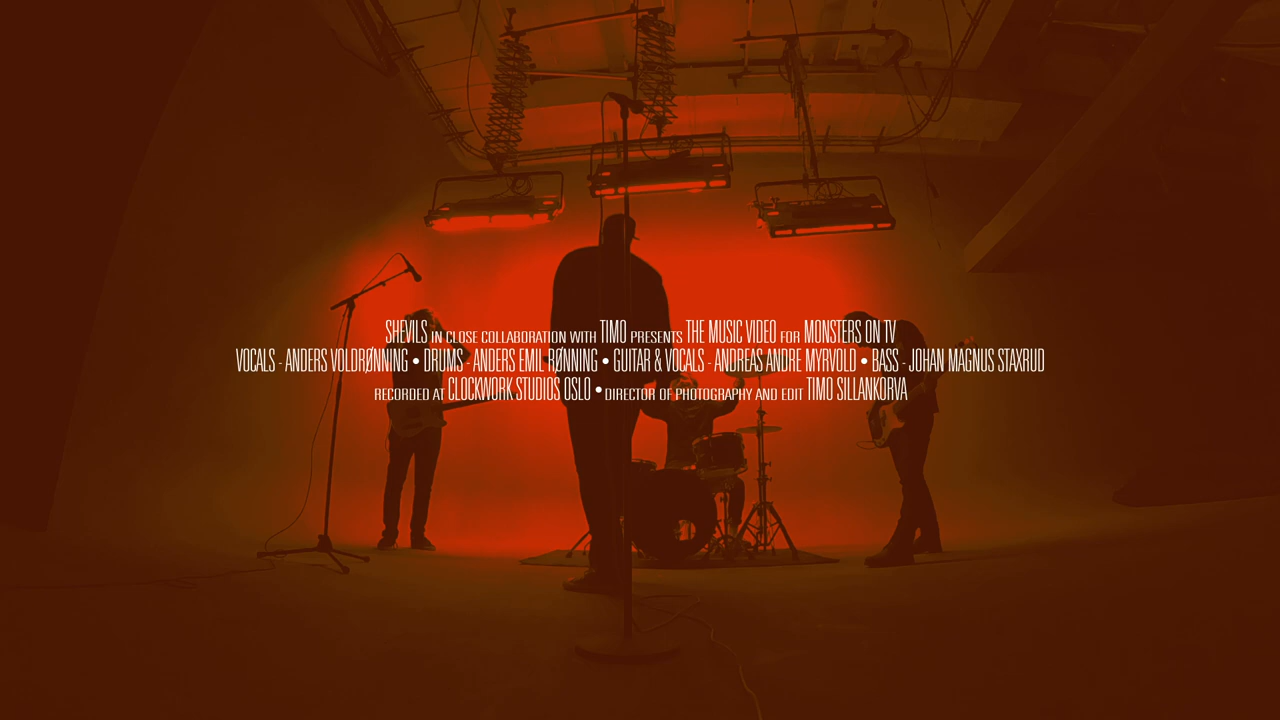 SHEVILS IN CLOSE COLLABORATION WITH TIMO PRESENTS THE MUSIC VIDEO FOR MONSTERS ON TV
VOCALS - ANDERS VOLDRØNNING • DRUMS - ANDERS EMIL RØNNING • GUITAR & VOCALS - ANDREAS ANDRE MYRVOLD • BASS - JOHAN MAGNUS STAXRUD
RECORDED AT CLOCKWORK STUDIOS OSLO • DIRECTOR OF PHOTOGRAPHY AND EDIT TIMO SILLANKORVA